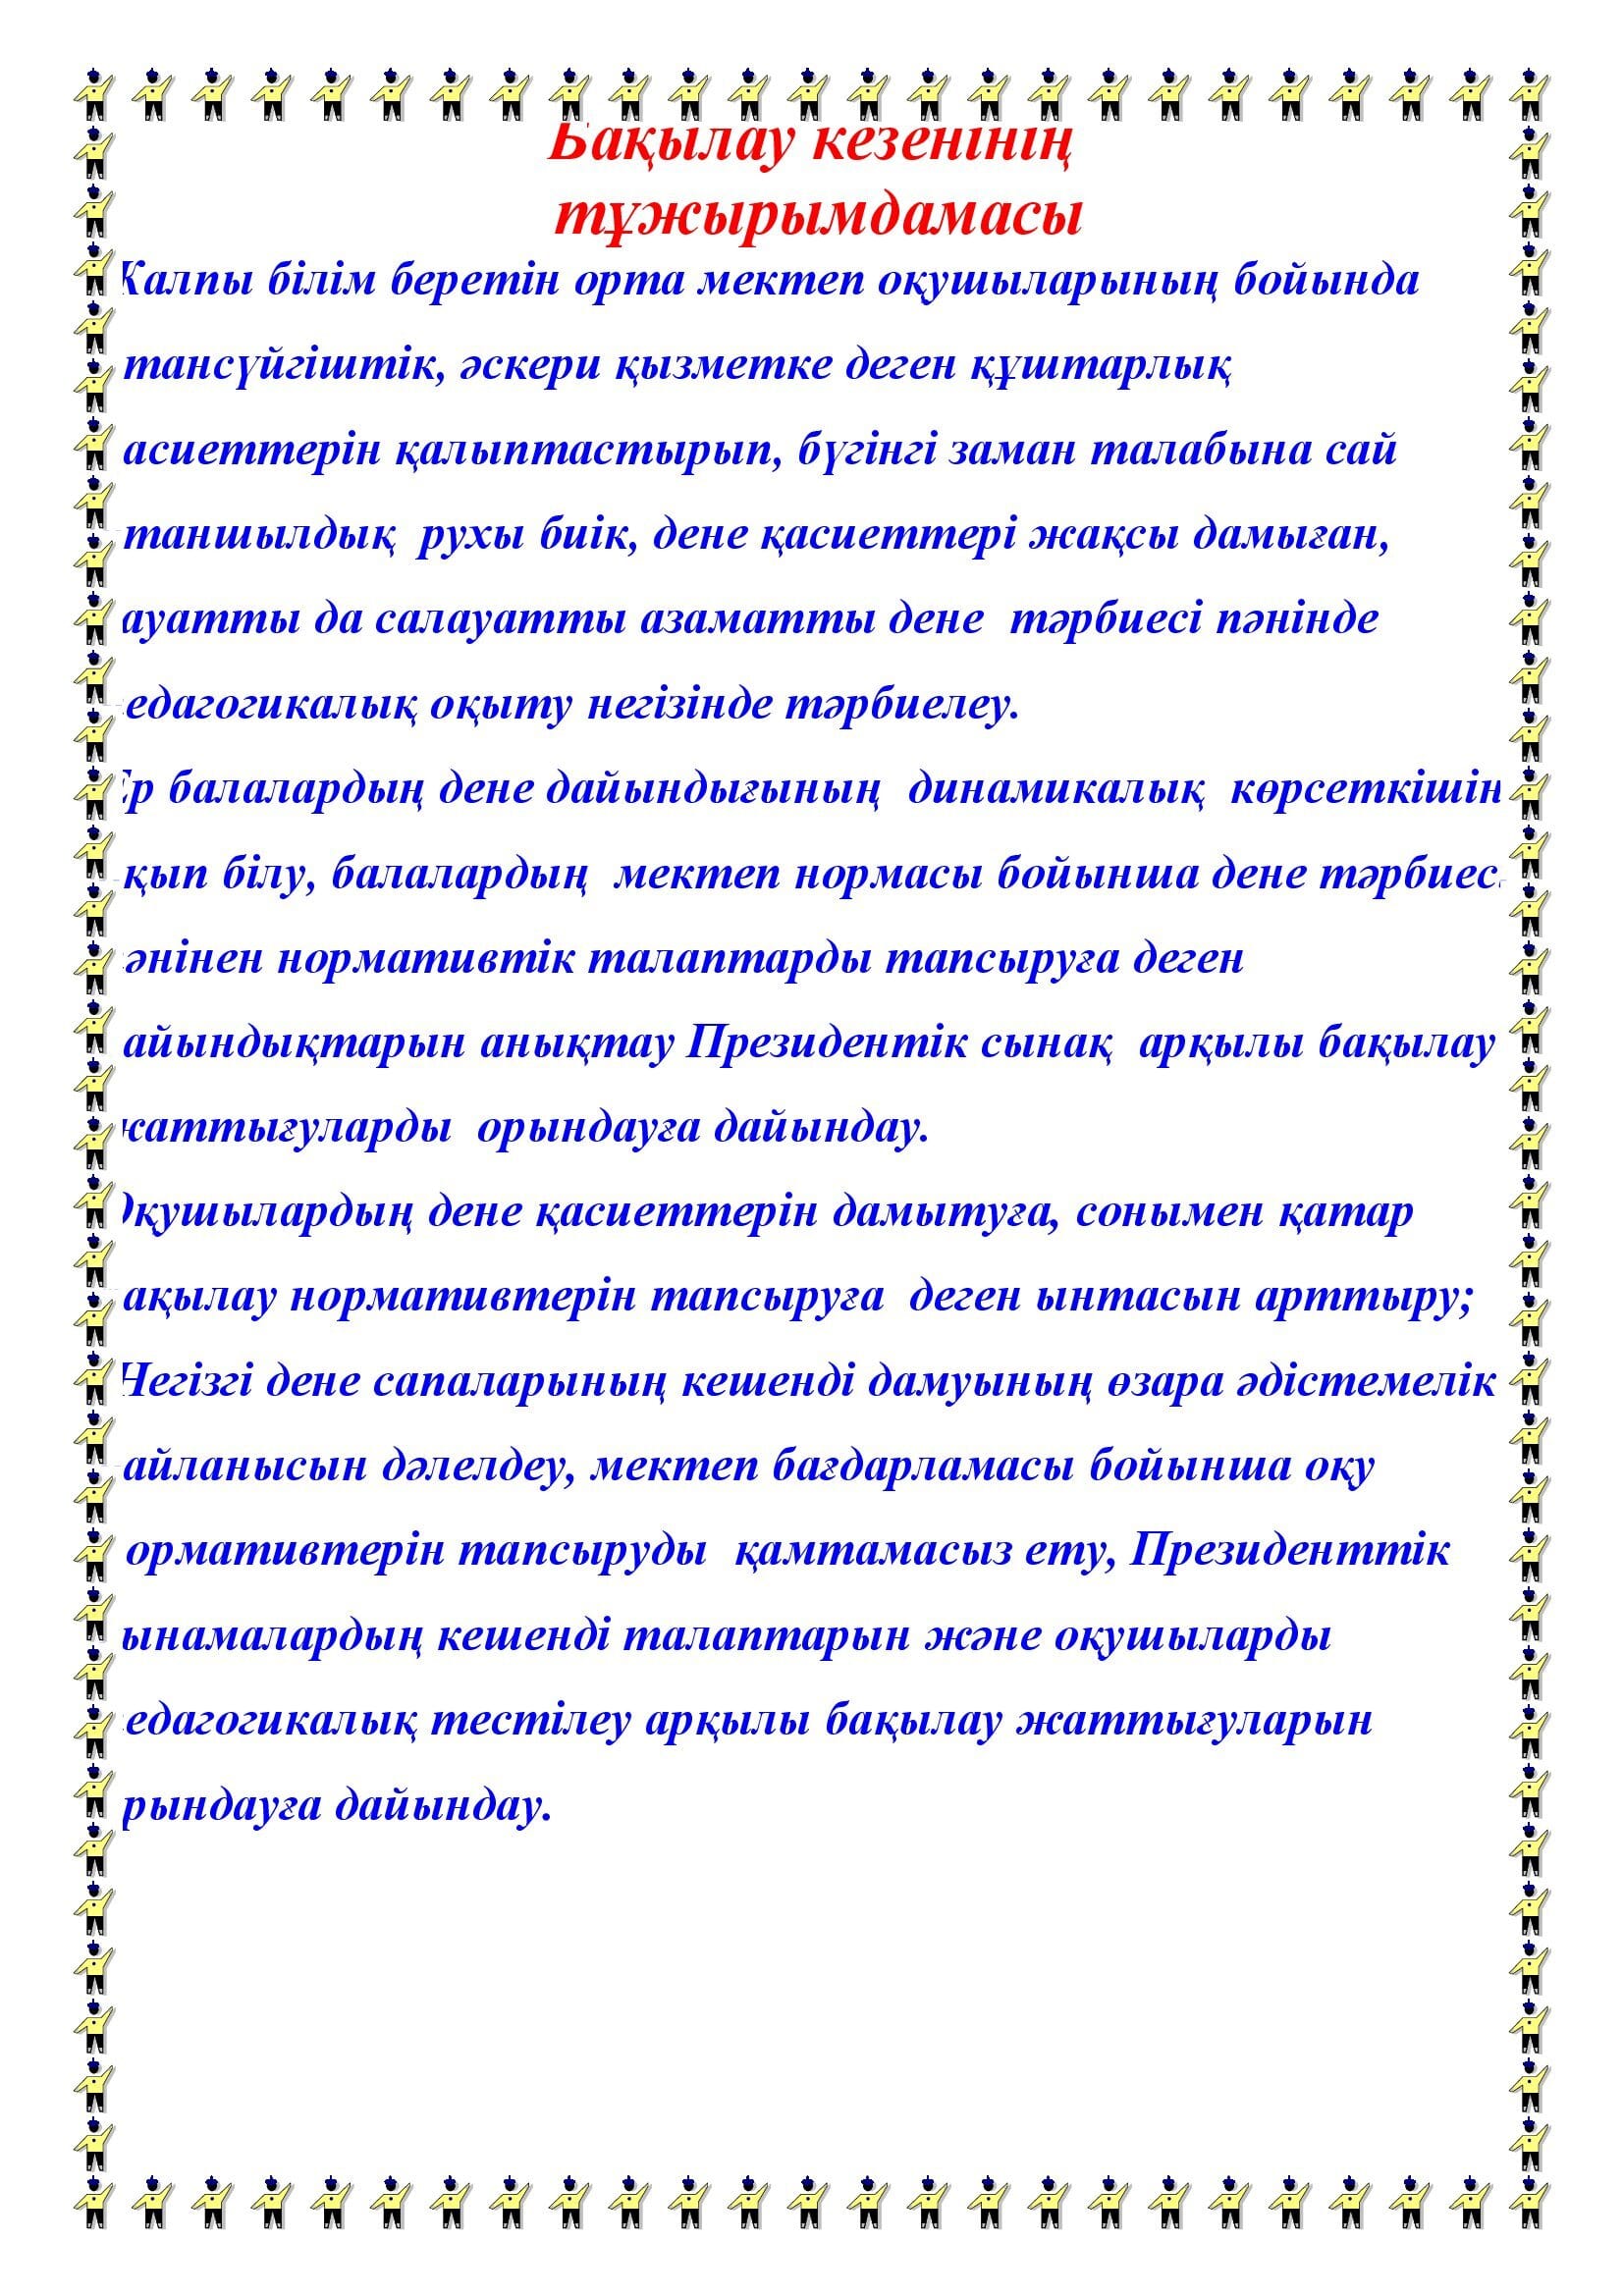 Бақылау кезенінің
тұжырымдамасы
Жалпы білім беретін орта мектеп оқушыларының бойында
тансүйгіштік, әскери қызметке деген құштарлық
асиеттерін қалыптастырып, бүгінгі заман талабына сай
таншылдық рухы биік, дене қасиеттері жақсы дамыған,
ауатты да салауатты азаматты дене тәрбиесі пәнінде
едагогикалық оқыту негізінде тәрбиелеу.
Ер балалардың дене дайындығының динамикалық көрсеткішін
қып білу, балалардың мектеп нормасы бойынша дене тәрбиесі
әнінен нормативтік талаптарды тапсыруға деген
айындықтарын анықтау Президентік сынақ арқылы бақылау
жаттығуларды орындауға дайындау.
Оқушылардың дене қасиеттерін дамытуға, сонымен қатар
ақылау нормативтерін тапсыруға деген ынтасын арттыру;
Негізгі дене сапаларының кешенді дамуының өзара әдістемелік
айланысын дәлелдеу, мектеп бағдарламасы бойынша оқу
ормативтерін тапсыруды қамтамасыз ету, Президенттік
ынамалардың кешенді талаптарын және оқушыларды
едагогикалық тестілеу арқылы бақылау жаттығуларын
рындауға дайындау.